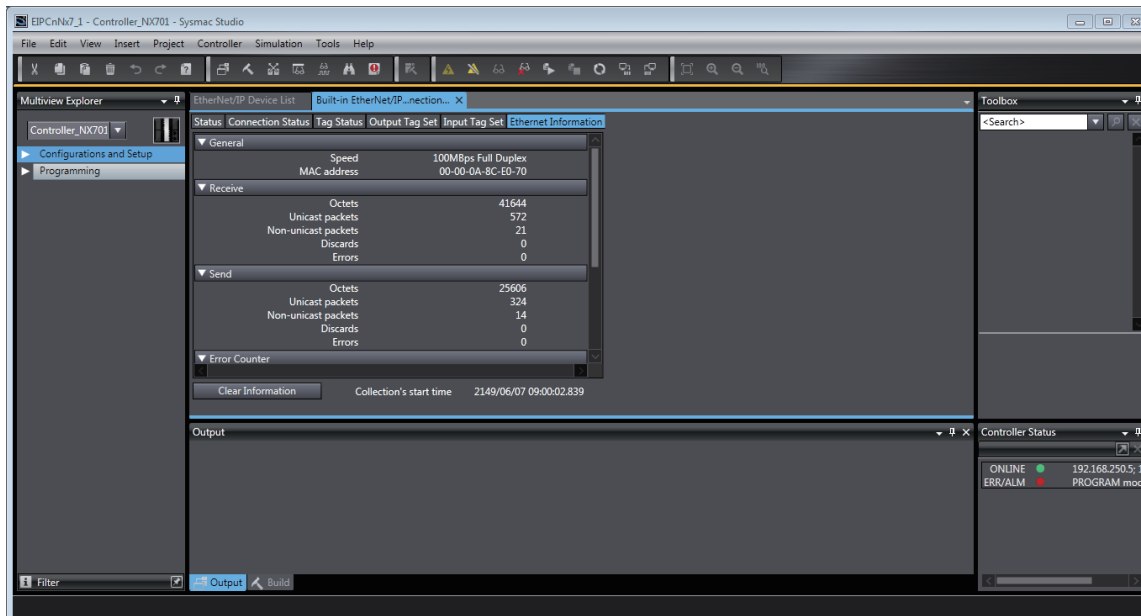 EIPCnNx7_1 - Controller_NX701 - Sysmac Studio
File Edit View Insert Project Controller Simulation Tools Help
Multiview Explorer
Controller_NX701
Configurations and Setup
Programming
Filter
EtherNet/IP Device List Built-in EtherNet/IP...nection...
Status Connection Status Tag Status Output Tag Set Input Tag Set Ethernet Information
General
Speed 100MBps Full Duplex
MAC address 00-00-0A-8C-E0-70
Receive
Octets 41644
Unicast packets 572
Non-unicast packets 21
Discards 0
Errors 0
Send
Octets 25606
Unicast packets 324
Non-unicast packets 14
Discards 0
Errors 0
Error Counter
Clear Information Collection's start time 2149/06/07 09:00:02.839
Output
Output Build
Toolbox
<Search>
Controller Status
ONLINE 192.168.250.5; 1
ERR/ALM PROGRAM mod